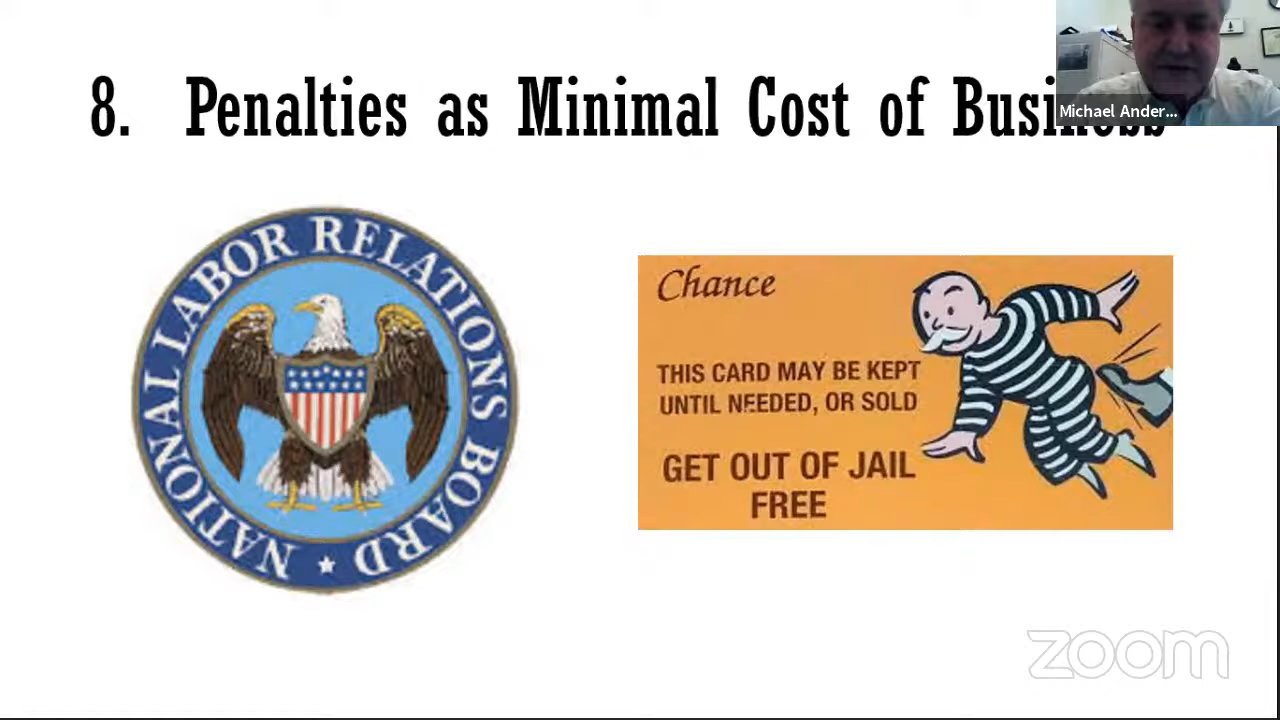 8. Penalties as Minimal Cost of Business
Michael Ander...
NATIONAL LABOR RELATIONS BOARD
Chance
THIS CARD MAY BE KEPT
UNTIL NEEDED, OR SOLD
GET OUT OF JAIL
FREE
zoom